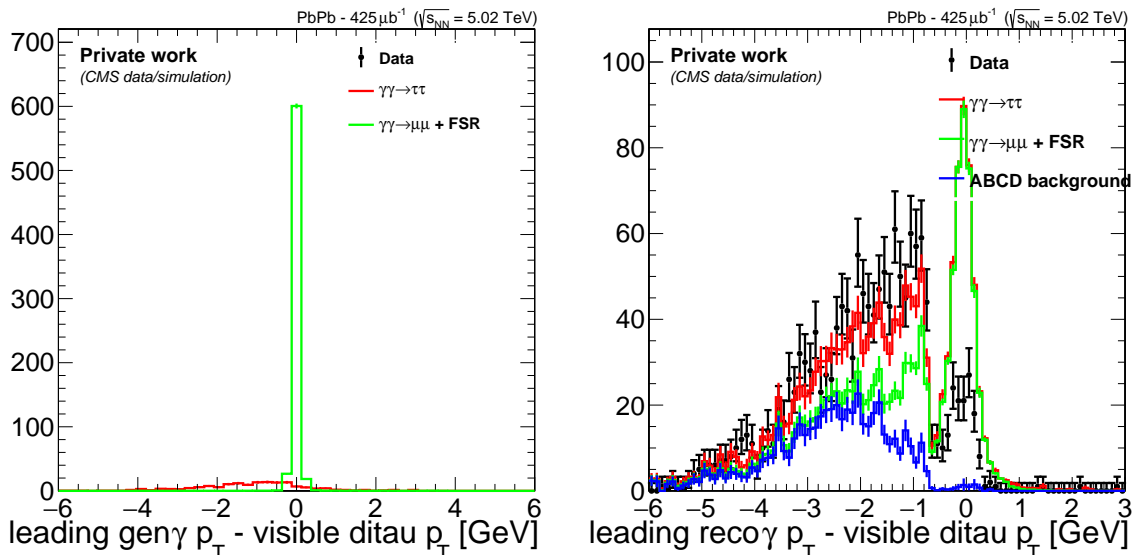 PbPb - 425 μb⁻¹ (√s_NN = 5.02 TeV)
700
600
500
400
300
200
100
0
Private work
(CMS data/simulation)
Data
γγ→ττ
γγ→μμ + FSR
−6 −4 −2 0 2 4 6
leading genγ p_T - visible ditau p_T [GeV]
PbPb - 425 μb⁻¹ (√s_NN = 5.02 TeV)
100
80
60
40
20
0
Private work
(CMS data/simulation)
Data
γγ→ττ
γγ→μμ + FSR
ABCD background
−6 −5 −4 −3 −2 −1 0 1 2 3
leading recoγ p_T - visible ditau p_T [GeV]